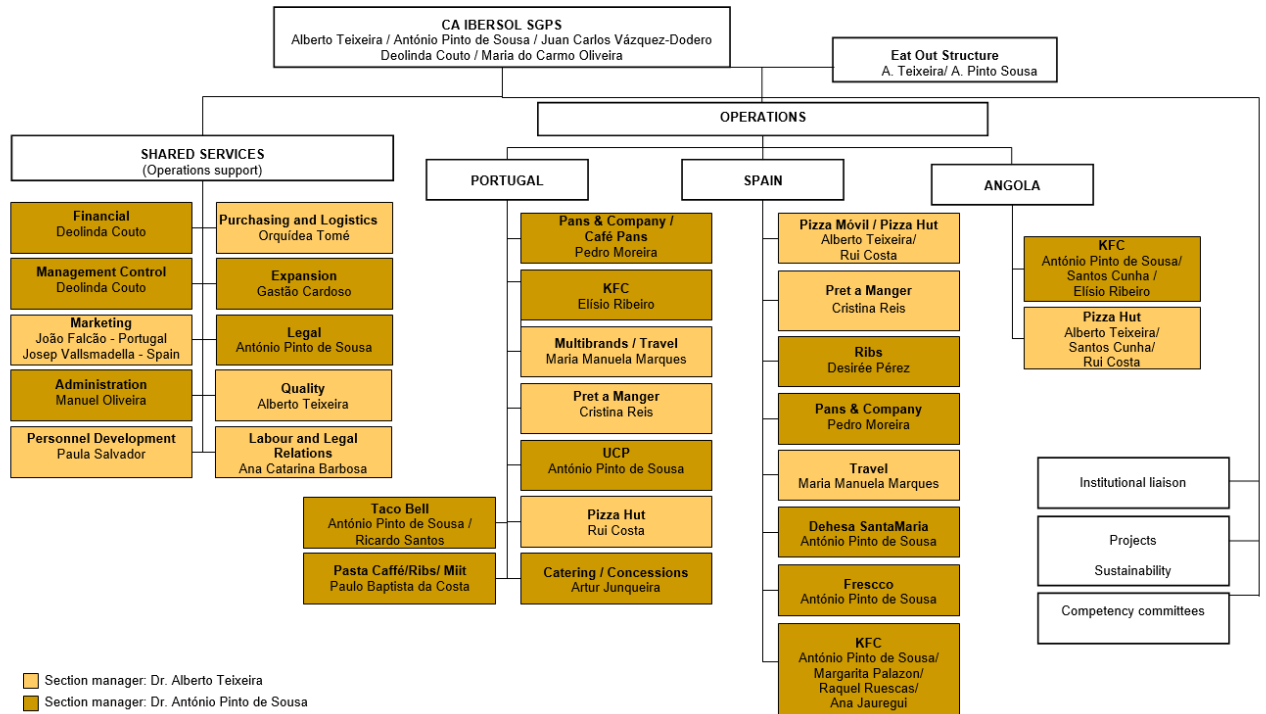 CA IBERSOL SGPS
Alberto Teixeira / António Pinto de Sousa / Juan Carlos Vázquez-Dodero
Deolinda Couto / Maria do Carmo Oliveira
Eat Out Structure
A. Teixeira/ A. Pinto Sousa
OPERATIONS
SHARED SERVICES
(Operations support)
Financial
Deolinda Couto
Purchasing and Logistics
Orquídea Tomé
Management Control
Deolinda Couto
Expansion
Gastão Cardoso
Marketing
João Falcão - Portugal
Josep Vallsmadella - Spain
Legal
António Pinto de Sousa
Administration
Manuel Oliveira
Quality
Alberto Teixeira
Personnel Development
Paula Salvador
Labour and Legal
Relations
Ana Catarina Barbosa
PORTUGAL
Pans & Company /
Café Pans
Pedro Moreira
KFC
Elísio Ribeiro
Multibrands / Travel
Maria Manuela Marques
Pret a Manger
Cristina Reis
UCP
António Pinto de Sousa
Taco Bell
António Pinto de Sousa /
Ricardo Santos
Pizza Hut
Rui Costa
Pasta Caffé/Ribs/ Miit
Paulo Baptista da Costa
Catering / Concessions
Artur Junqueira
SPAIN
Pizza Móvil / Pizza Hut
Alberto Teixeira/
Rui Costa
Pret a Manger
Cristina Reis
Ribs
Desirée Pérez
Pans & Company
Pedro Moreira
Travel
Maria Manuela Marques
Dehesa SantaMaria
António Pinto de Sousa
Frescco
António Pinto de Sousa
KFC
António Pinto de Sousa/
Margarita Palazon/
Raquel Ruescas/
Ana Jauregui
ANGOLA
KFC
António Pinto de Sousa/
Santos Cunha /
Elísio Ribeiro
Pizza Hut
Alberto Teixeira/
Santos Cunha/
Rui Costa
Institutional liaison
Projects
Sustainability
Competency committees
Section manager: Dr. Alberto Teixeira
Section manager: Dr. António Pinto de Sousa